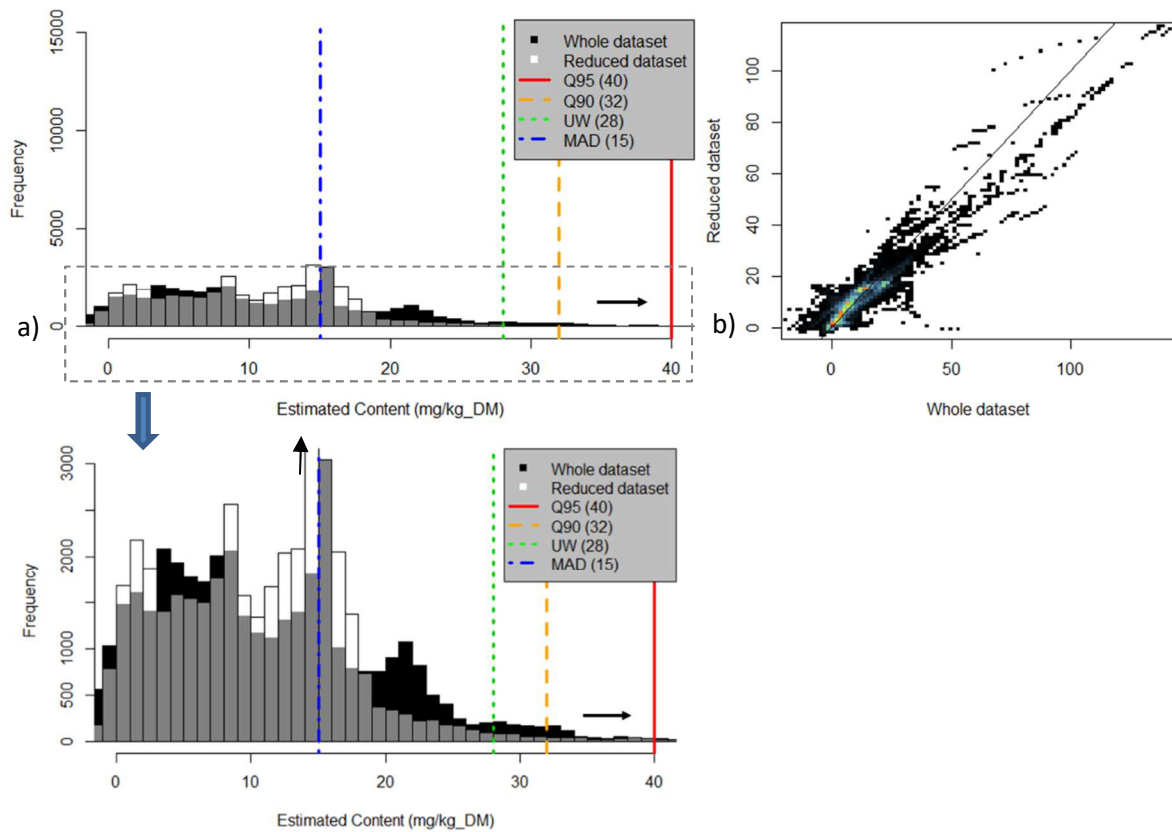 15000
10000
5000
0
Frequency
Whole dataset
Reduced dataset
Q95 (40)
Q90 (32)
UW (28)
MAD (15)
a)
0
10
20
30
40
Estimated Content (mg/kg_DM)
100
80
60
40
20
0
Reduced dataset
b)
0
50
100
Whole dataset
3000
2000
1000
500
0
Frequency
Whole dataset
Reduced dataset
Q95 (40)
Q90 (32)
UW (28)
MAD (15)
0
10
20
30
40
Estimated Content (mg/kg_DM)